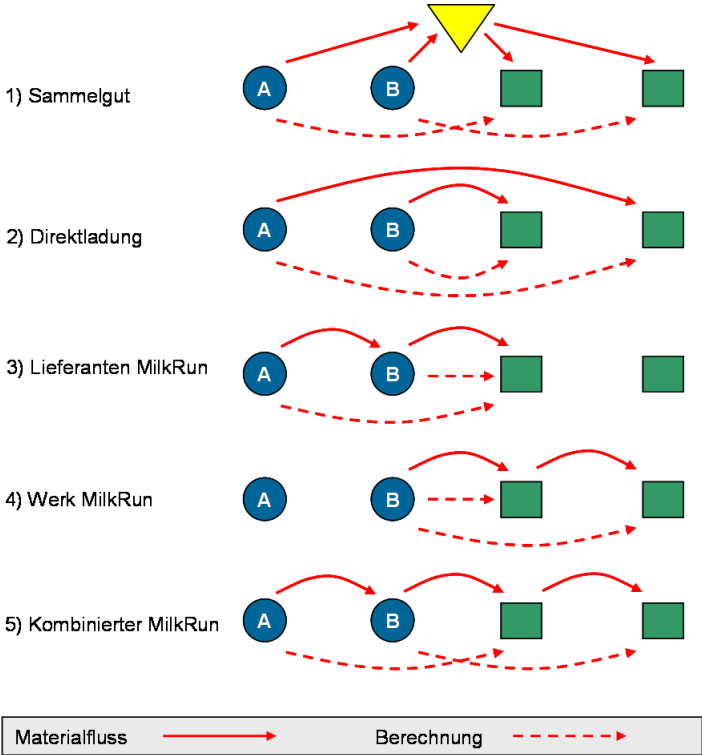 1) Sammelgut
A
B
2) Direktladung
A
B
3) Lieferanten MilkRun
A
B
4) Werk MilkRun
A
B
5) Kombinierter MilkRun
A
B
Materialfluss
Berechnung